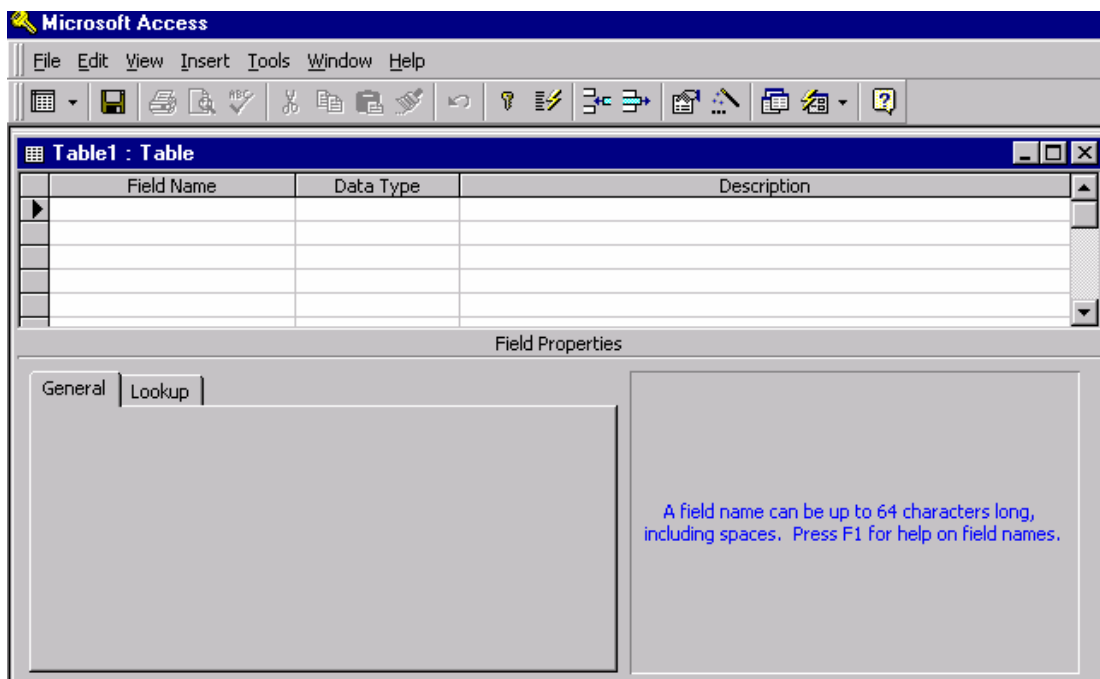 Microsoft Access
File Edit View Insert Tools Window Help
ABC
Table1 : Table
Field Name Data Type Description
Field Properties
General Lookup
A field name can be up to 64 characters long,
including spaces. Press F1 for help on field names.